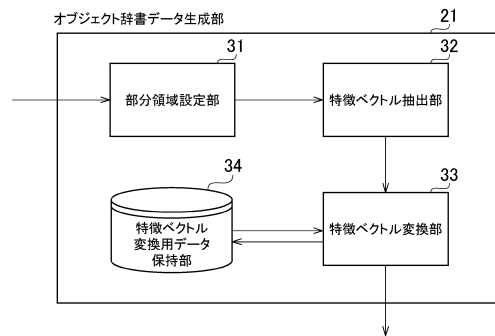 オブジェクト辞書データ生成部
21
31
32
部分領域設定部
特徴ベクトル抽出部
34
33
特徴ベクトル
変換用データ
保持部
特徴ベクトル変換部